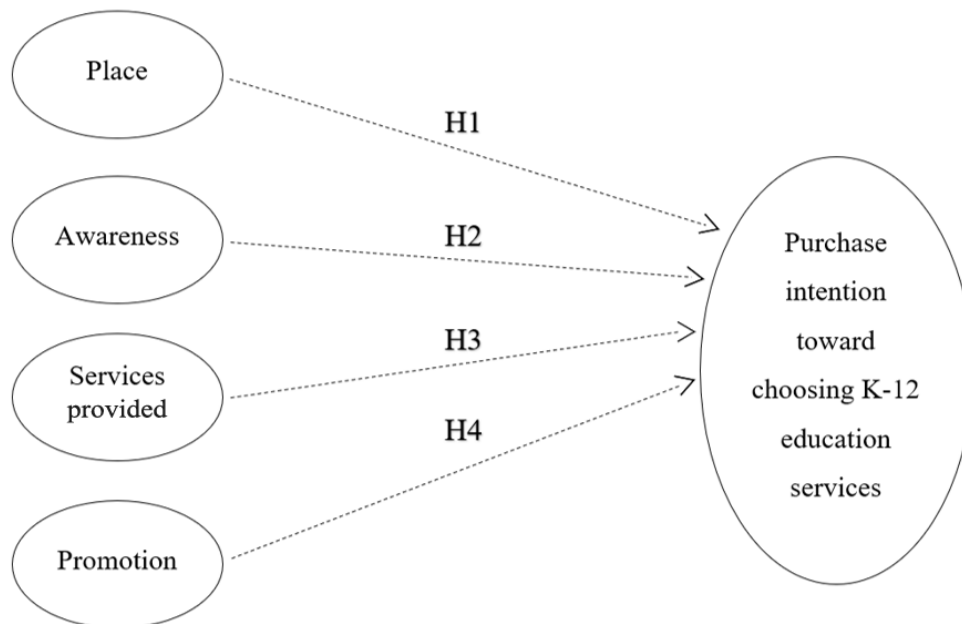 Place
H1
Awareness
H2
Services
provided
H3
Promotion
H4
Purchase
intention
toward
choosing K-12
education
services